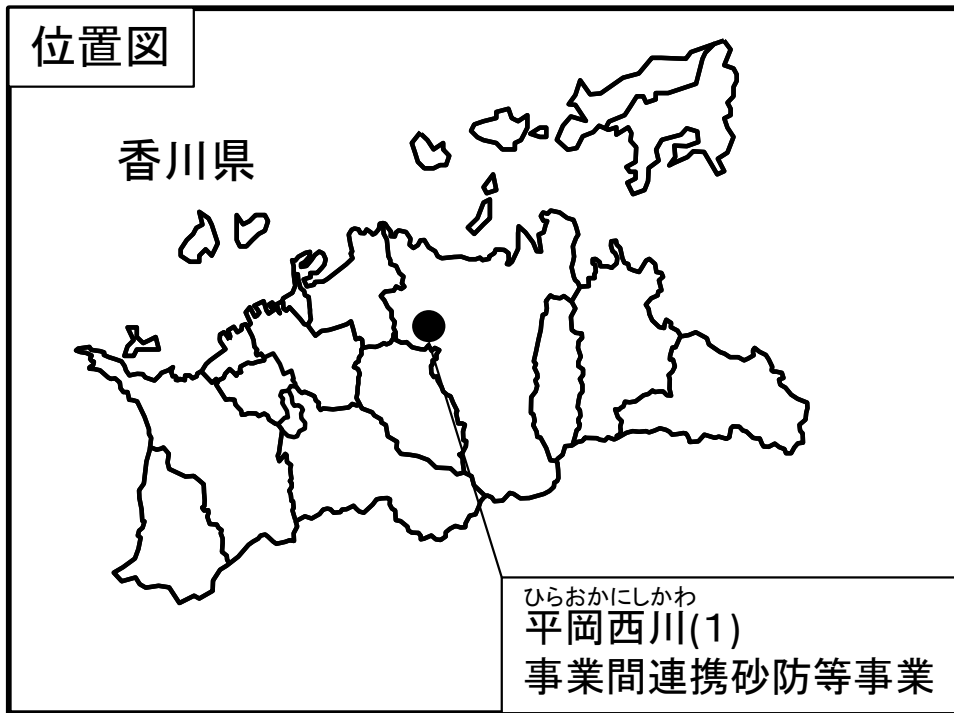 位置図
香川県
ひらおかにしかわ
平岡西川(1)
事業間連携砂防等事業